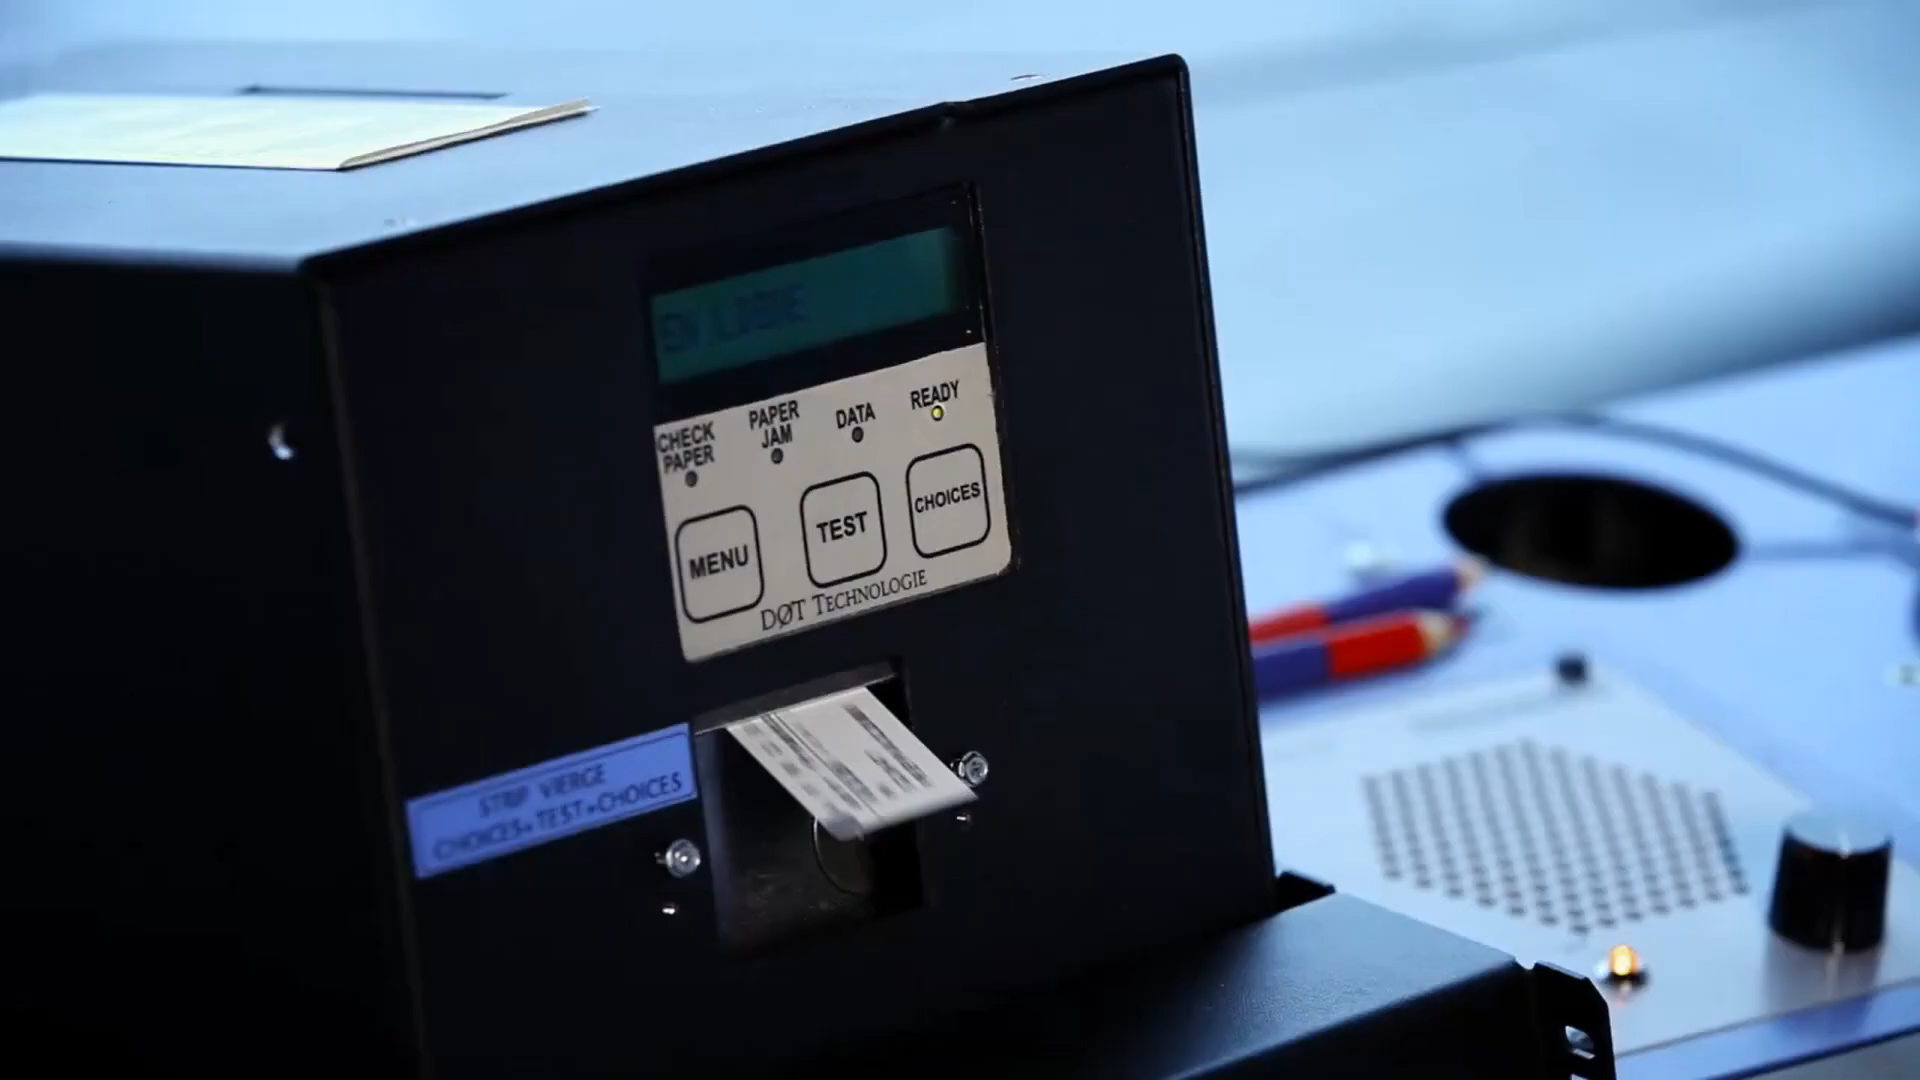 EN LIGNE
CHECK
PAPER
PAPER
JAM
DATA
READY
MENU
TEST
CHOICES
DØT TECHNOLOGIE
STRIP VIERGE
CHOICES+TEST+CHOICES